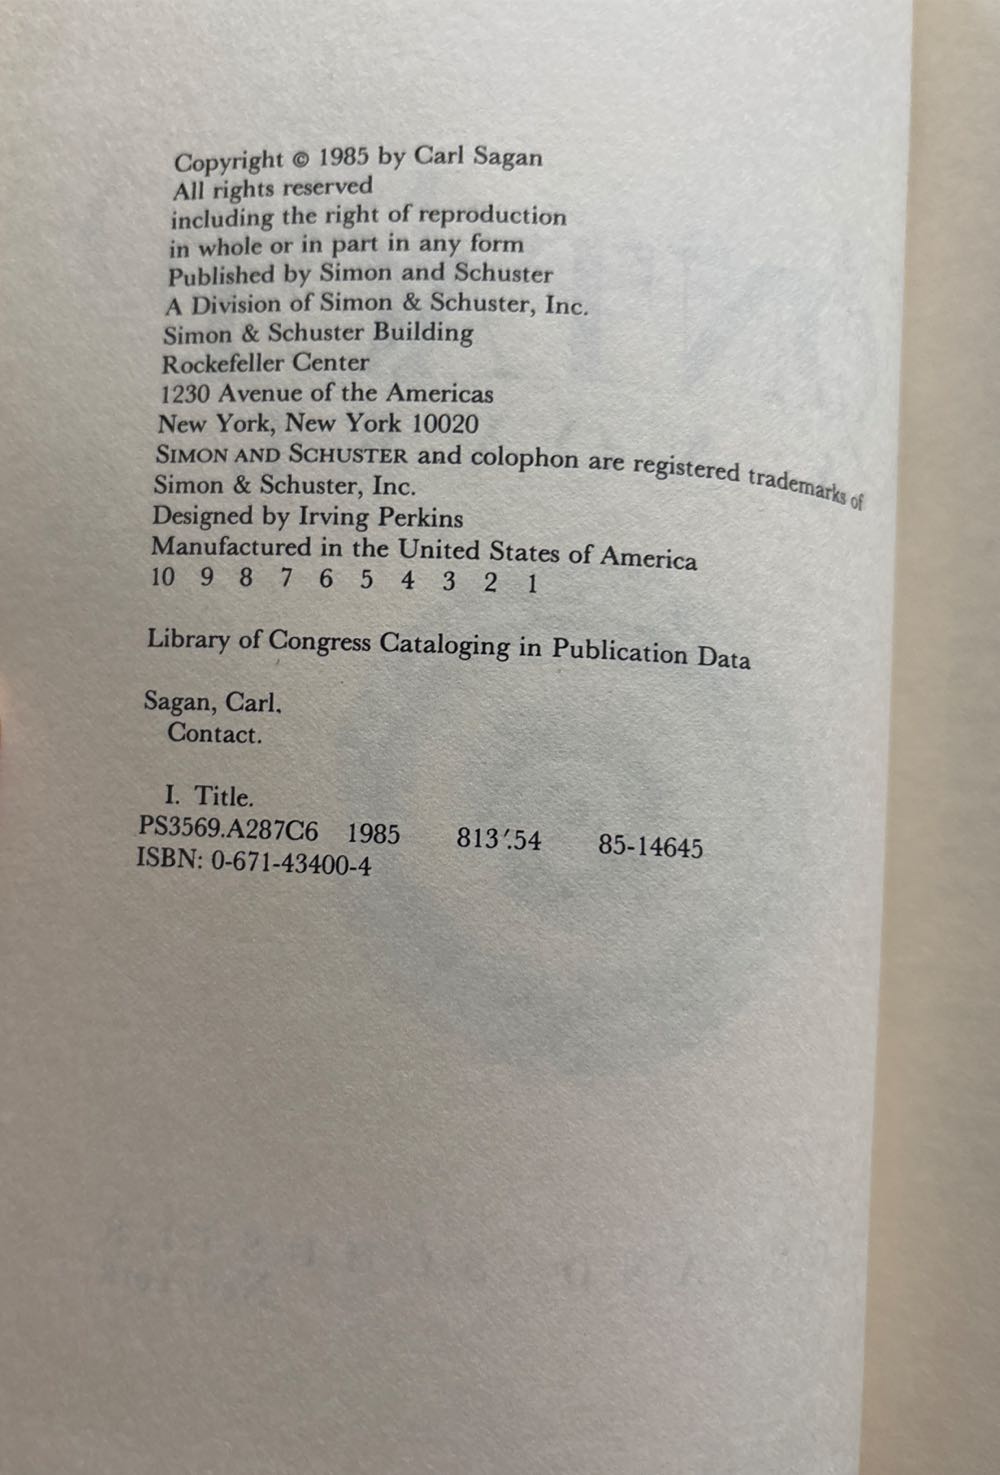 Copyright © 1985 by Carl Sagan
All rights reserved
including the right of reproduction
in whole or in part in any form
Published by Simon and Schuster
A Division of Simon & Schuster, Inc.
Simon & Schuster Building
Rockefeller Center
1230 Avenue of the Americas
New York, New York 10020
SIMON AND SCHUSTER and colophon are registered trademarks of
Simon & Schuster, Inc.
Designed by Irving Perkins
Manufactured in the United States of America
10 9 8 7 6 5 4 3 2 1
Library of Congress Cataloging in Publication Data
Sagan, Carl.
Contact.
I. Title.
PS3569.A287C6 1985 813'.54 85-14645
ISBN: 0-671-43400-4